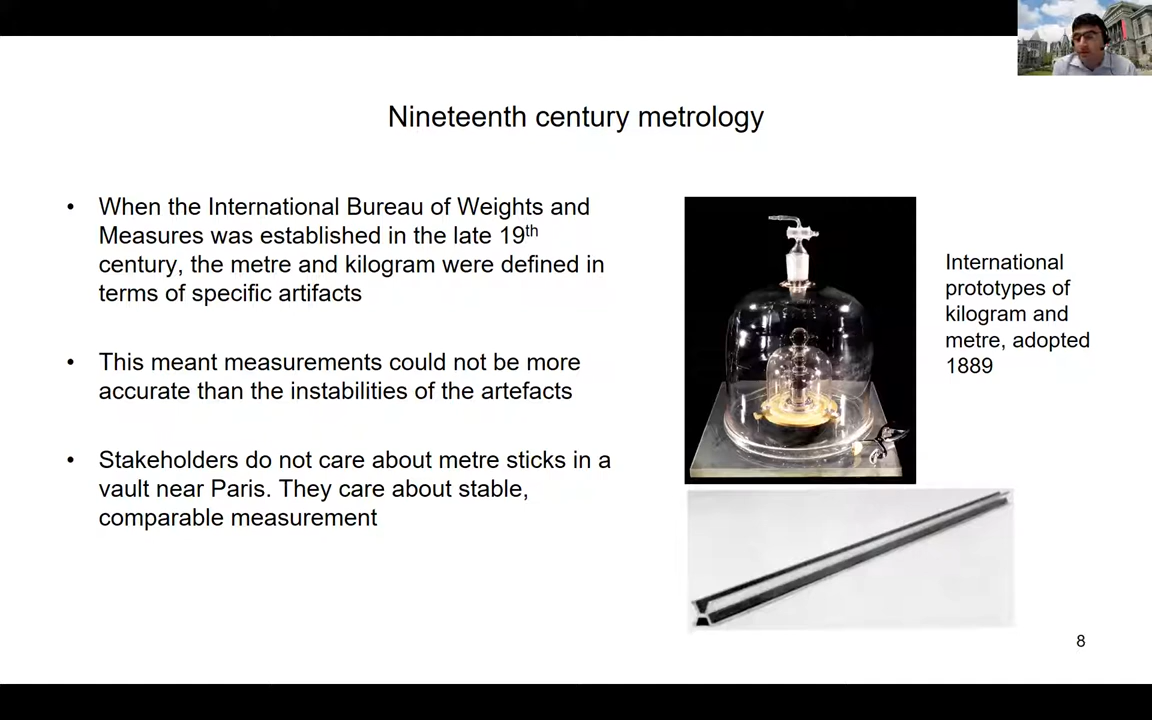 Nineteenth century metrology
• When the International Bureau of Weights and
Measures was established in the late 19th
century, the metre and kilogram were defined in
terms of specific artifacts
• This meant measurements could not be more
accurate than the instabilities of the artefacts
• Stakeholders do not care about metre sticks in a
vault near Paris. They care about stable,
comparable measurement
International
prototypes of
kilogram and
metre, adopted
1889
8